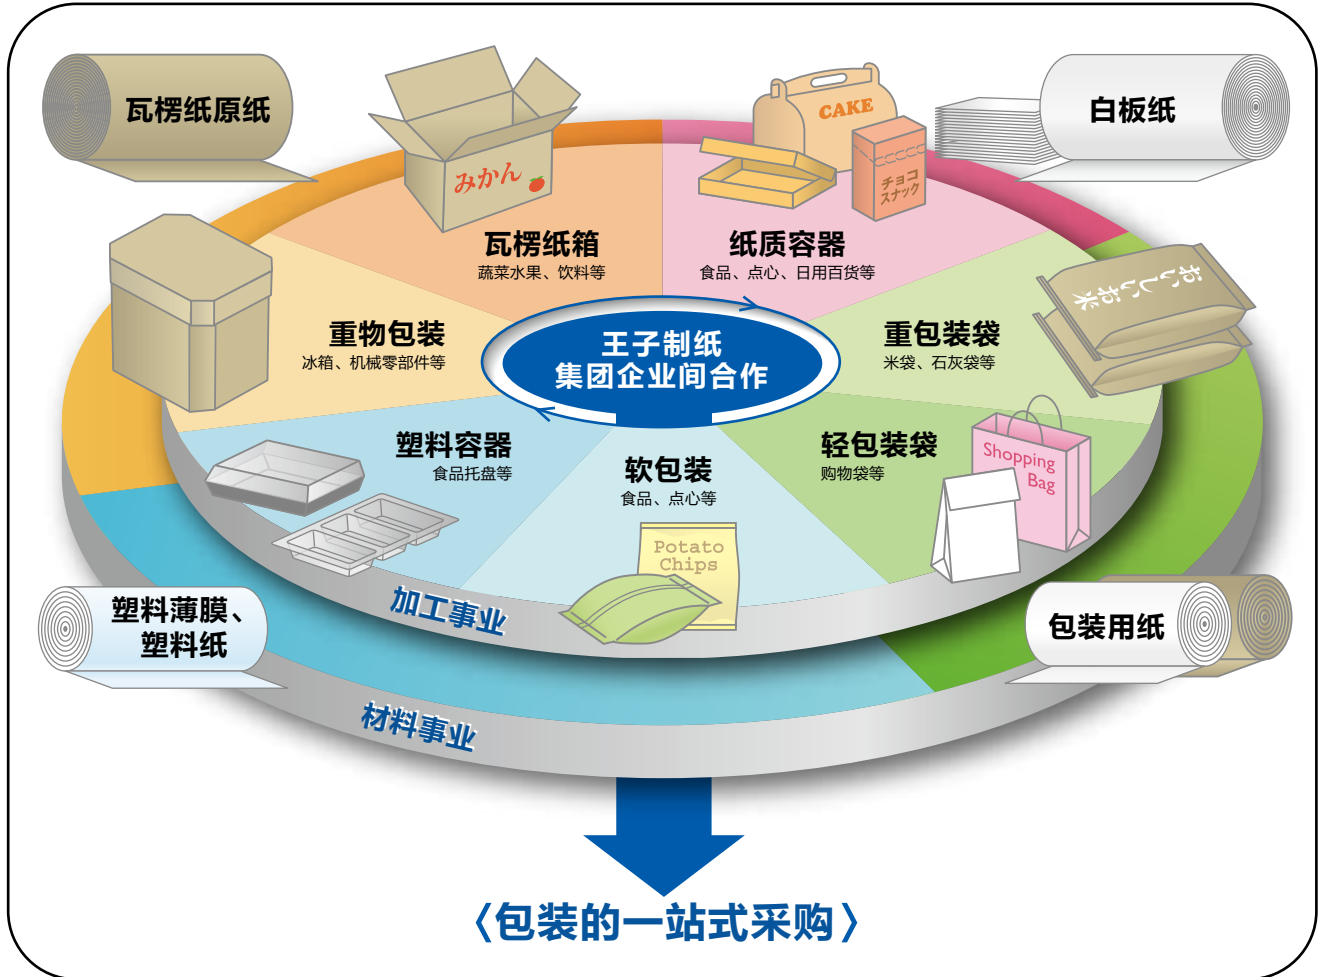 瓦楞纸原纸
白板纸
みかん
CAKE
チョコ
スナック
瓦楞纸箱
蔬菜水果、饮料等
纸质容器
食品、点心、日用百货等
おいしいお米
重物包装
冰箱、机械零部件等
王子制纸
集团企业间合作
重包装袋
米袋、石灰袋等
塑料容器
食品托盘等
软包装
食品、点心等
轻包装袋
购物袋等
Shopping
Bag
Potato
Chips
加工事业
塑料薄膜、
塑料纸
包装用纸
材料事业
〈包装的一站式采购〉